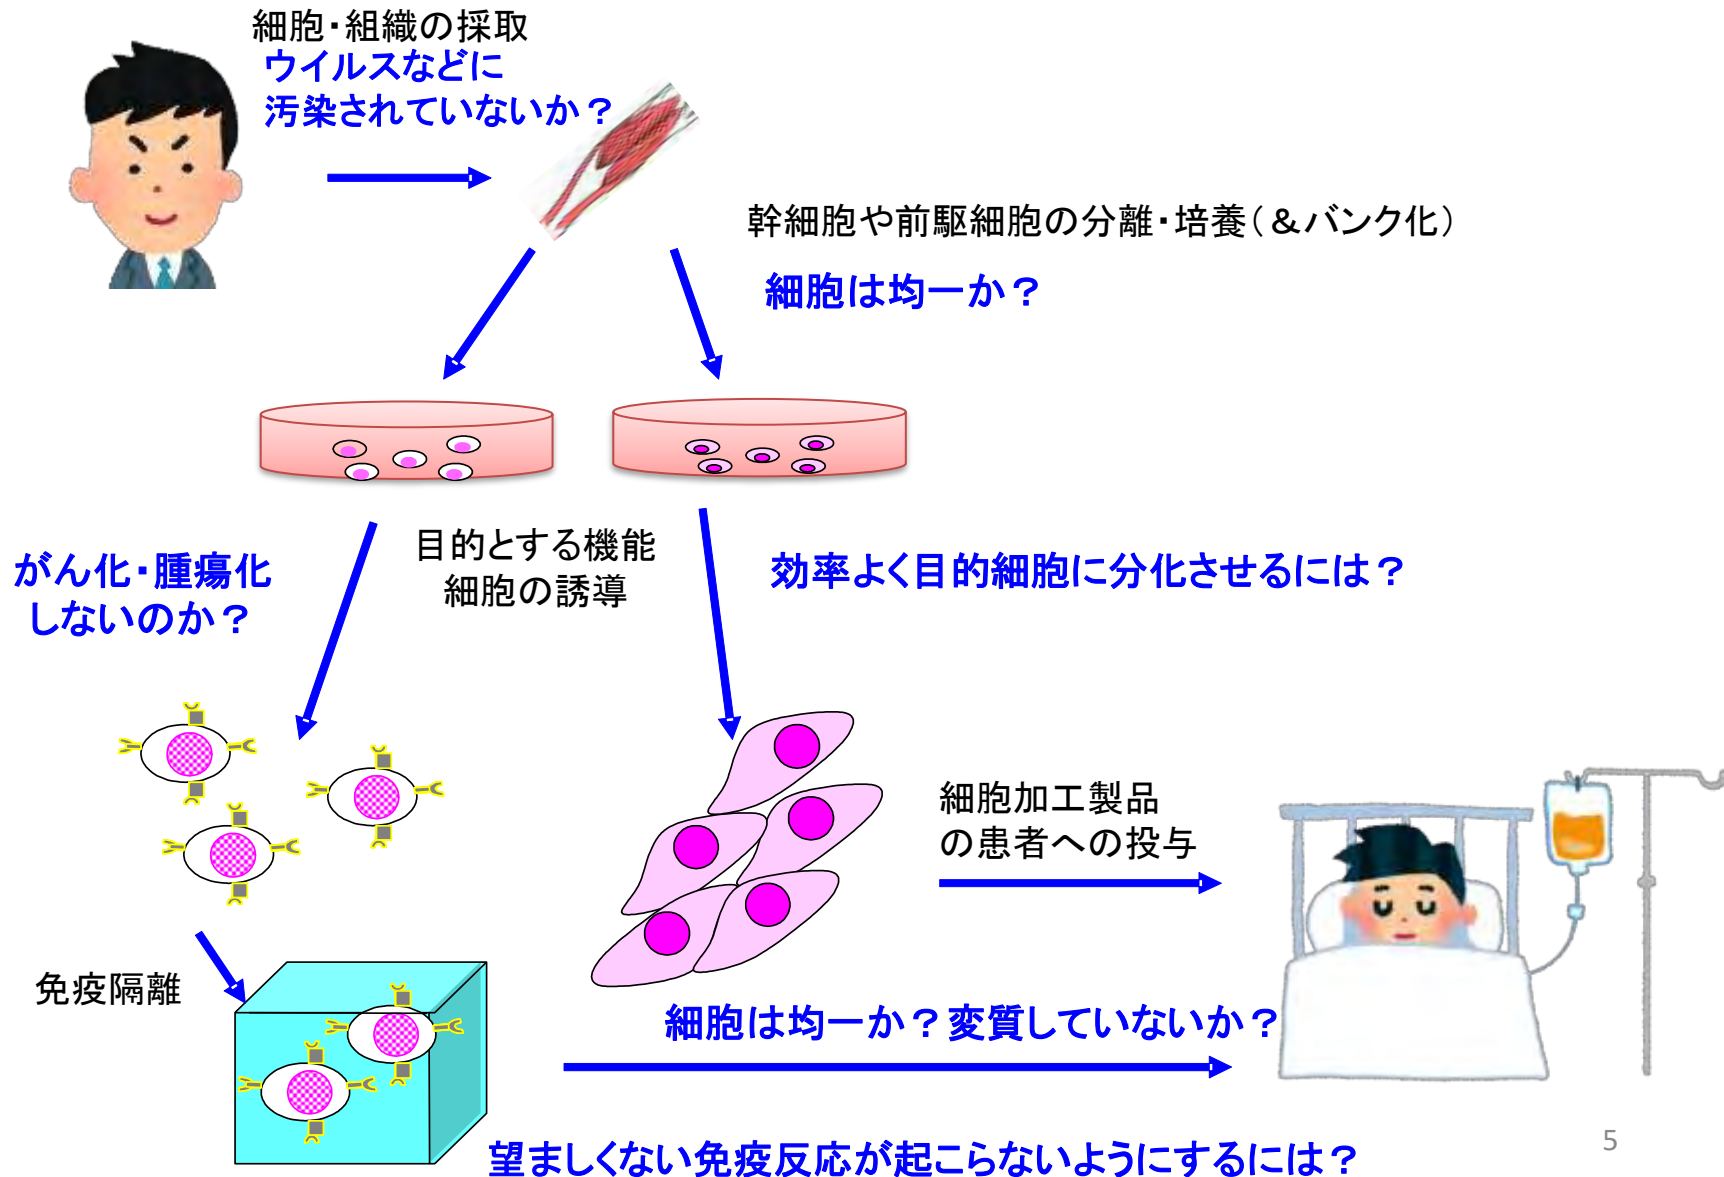 細胞・組織の採取
ウイルスなどに
汚染されていないか？
幹細胞や前駆細胞の分離・培養（＆バンク化）
細胞は均一か？
目的とする機能
細胞の誘導
がん化・腫瘍化
しないのか？
効率よく目的細胞に分化させるには？
細胞加工製品
の患者への投与
免疫隔離
細胞は均一か？変質していないか？
望ましくない免疫反応が起こらないようにするには？
5